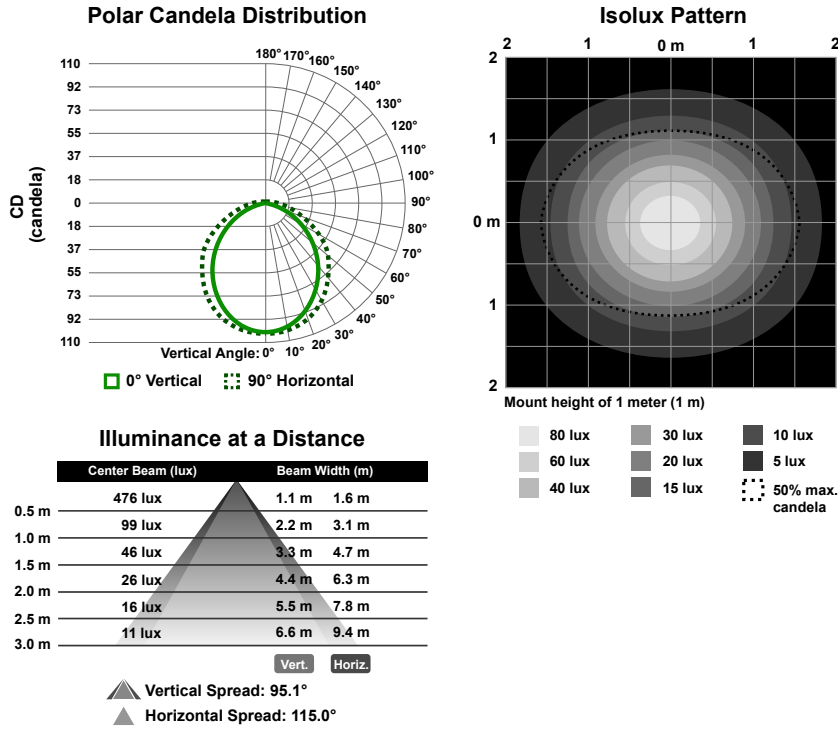 Polar Candela Distribution
180° 170° 160° 150° 140° 130° 120° 110° 100° 90° 80° 70° 60° 50° 40° 30° 20° 10°
110
92
73
55
37
18
0
18
37
55
73
92
110
CD
(candela)
Vertical Angle: 0°
0° Vertical 90° Horizontal
Isolux Pattern
2 1 0 m 1 2
2
1
0 m
1
2
Mount height of 1 meter (1 m)
80 lux 30 lux 10 lux
60 lux 20 lux 5 lux
40 lux 15 lux 50% max.
candela
Illuminance at a Distance
Center Beam (lux) Beam Width (m)
476 lux 1.1 m 1.6 m
0.5 m
99 lux 2.2 m 3.1 m
1.0 m
46 lux 3.3 m 4.7 m
1.5 m
26 lux 4.4 m 6.3 m
2.0 m
16 lux 5.5 m 7.8 m
2.5 m
11 lux 6.6 m 9.4 m
3.0 m
Vert. Horiz.
Vertical Spread: 95.1°
Horizontal Spread: 115.0°